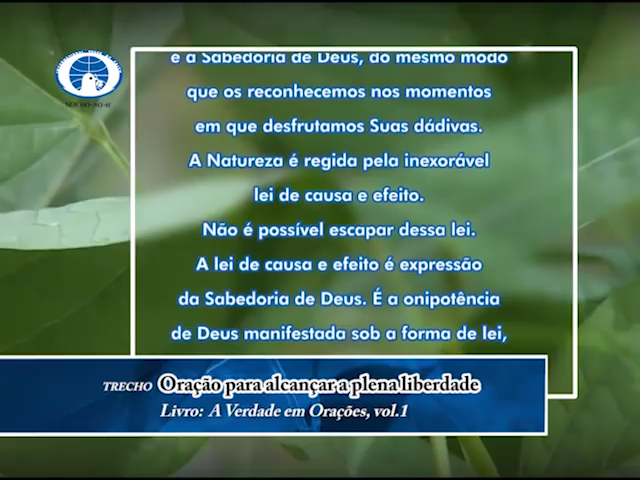 e a Sabedoria de Deus, do mesmo modo
que os reconhecemos nos momentos
em que desfrutamos Suas dádivas.
A Natureza é regida pela inexorável
lei de causa e efeito.
Não é possível escapar dessa lei.
A lei de causa e efeito é expressão
da Sabedoria de Deus. É a onipotência
de Deus manifestada sob a forma de lei,
TRECHO Oração para alcançar a plena liberdade
Livro: A Verdade em Orações, vol.1